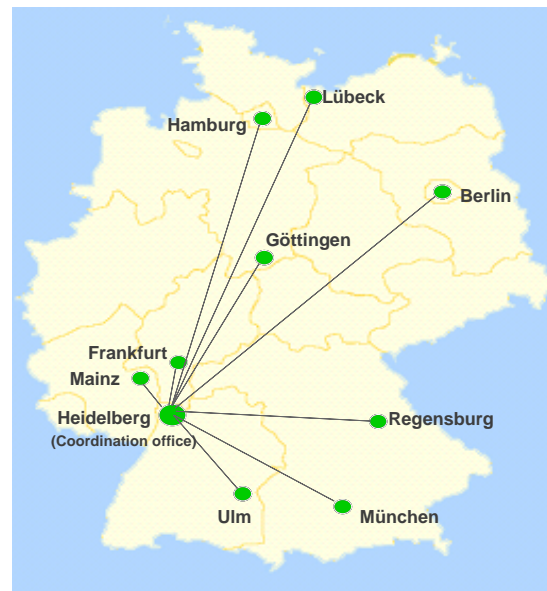 Lübeck
Hamburg
Berlin
Göttingen
Frankfurt
Mainz
Heidelberg
(Coordination office)
Regensburg
Ulm
München